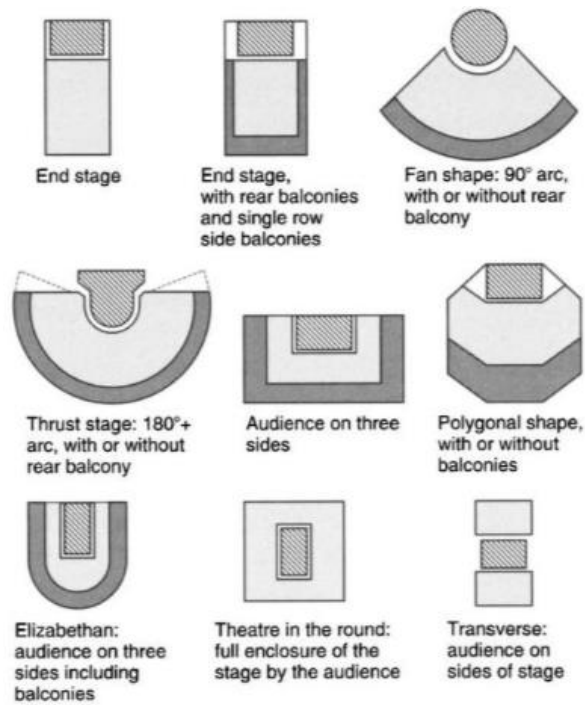 End stage
End stage,
with rear balconies
and single row
side balconies
Fan shape: 90° arc,
with or without rear
balcony
Thrust stage: 180°+
arc, with or without
rear balcony
Audience on three
sides
Polygonal shape,
with or without
balconies
Elizabethan:
audience on three
sides including
balconies
Theatre in the round:
full enclosure of the
stage by the audience
Transverse:
audience on
sides of stage